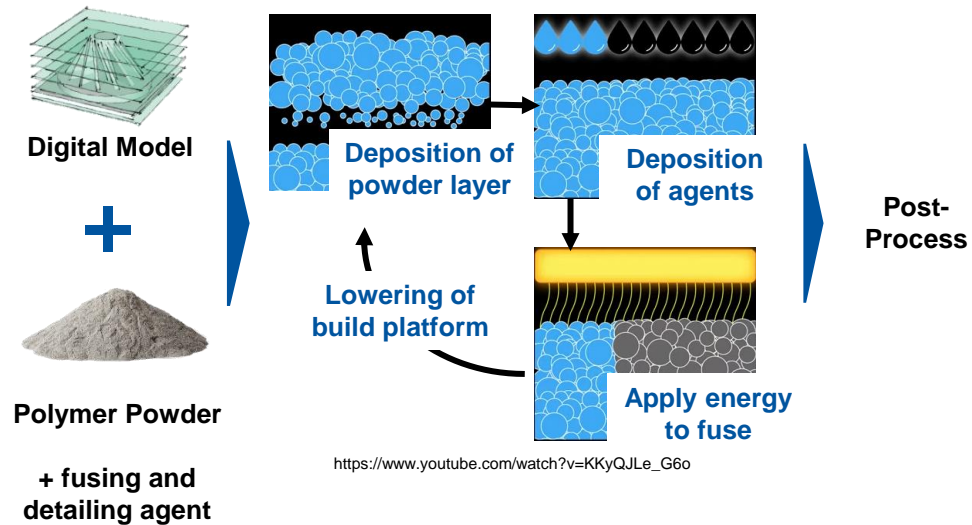 Digital Model
+
Polymer Powder
+ fusing and
detailing agent
Deposition of
powder layer
Deposition
of agents
Apply energy
to fuse
Lowering of
build platform
Post-
Process
https://www.youtube.com/watch?v=KKyQJLe_G6o